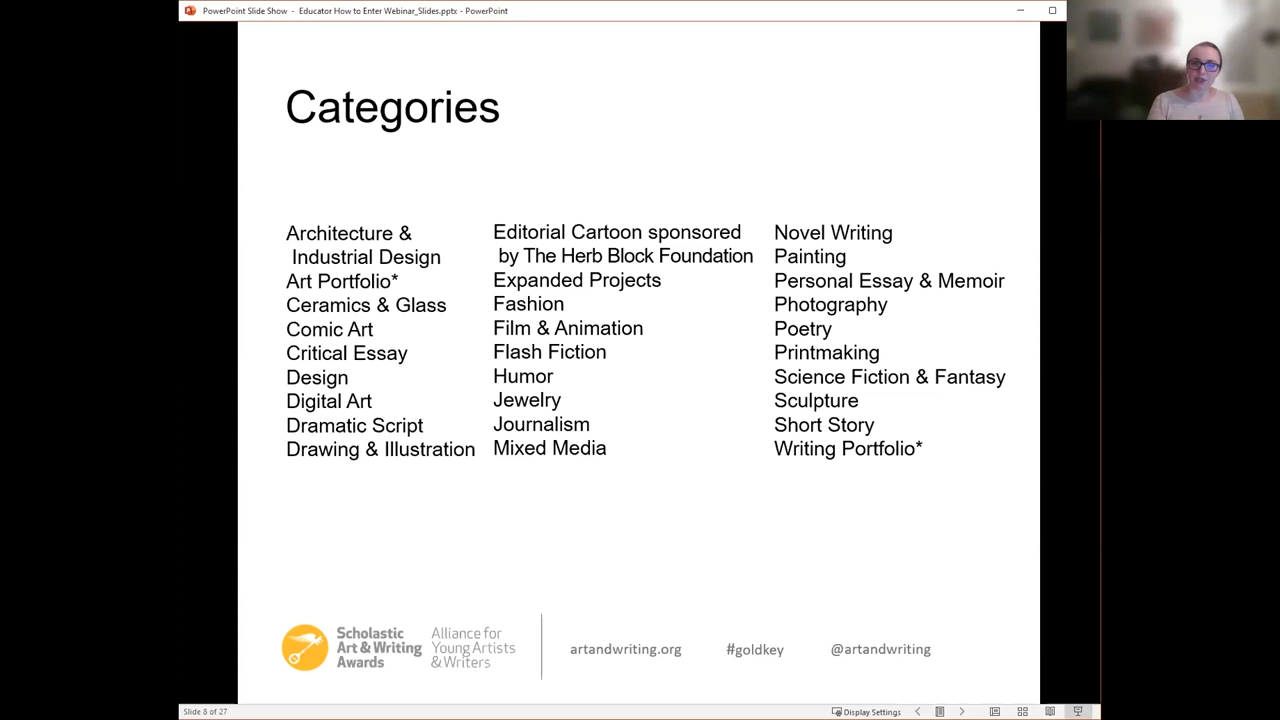 PowerPoint Slide Show - Educator How to Enter Webinar_Slides.pptx - PowerPoint
Categories
Architecture &
Industrial Design
Art Portfolio*
Ceramics & Glass
Comic Art
Critical Essay
Design
Digital Art
Dramatic Script
Drawing & Illustration
Editorial Cartoon sponsored
by The Herb Block Foundation
Expanded Projects
Fashion
Film & Animation
Flash Fiction
Humor
Jewelry
Journalism
Mixed Media
Novel Writing
Painting
Personal Essay & Memoir
Photography
Poetry
Printmaking
Science Fiction & Fantasy
Sculpture
Short Story
Writing Portfolio*
Scholastic
Art & Writing
Awards
Alliance for
Young Artists
& Writers
artandwriting.org
#goldkey
@artandwriting
Slide 8 of 27
Display Settings